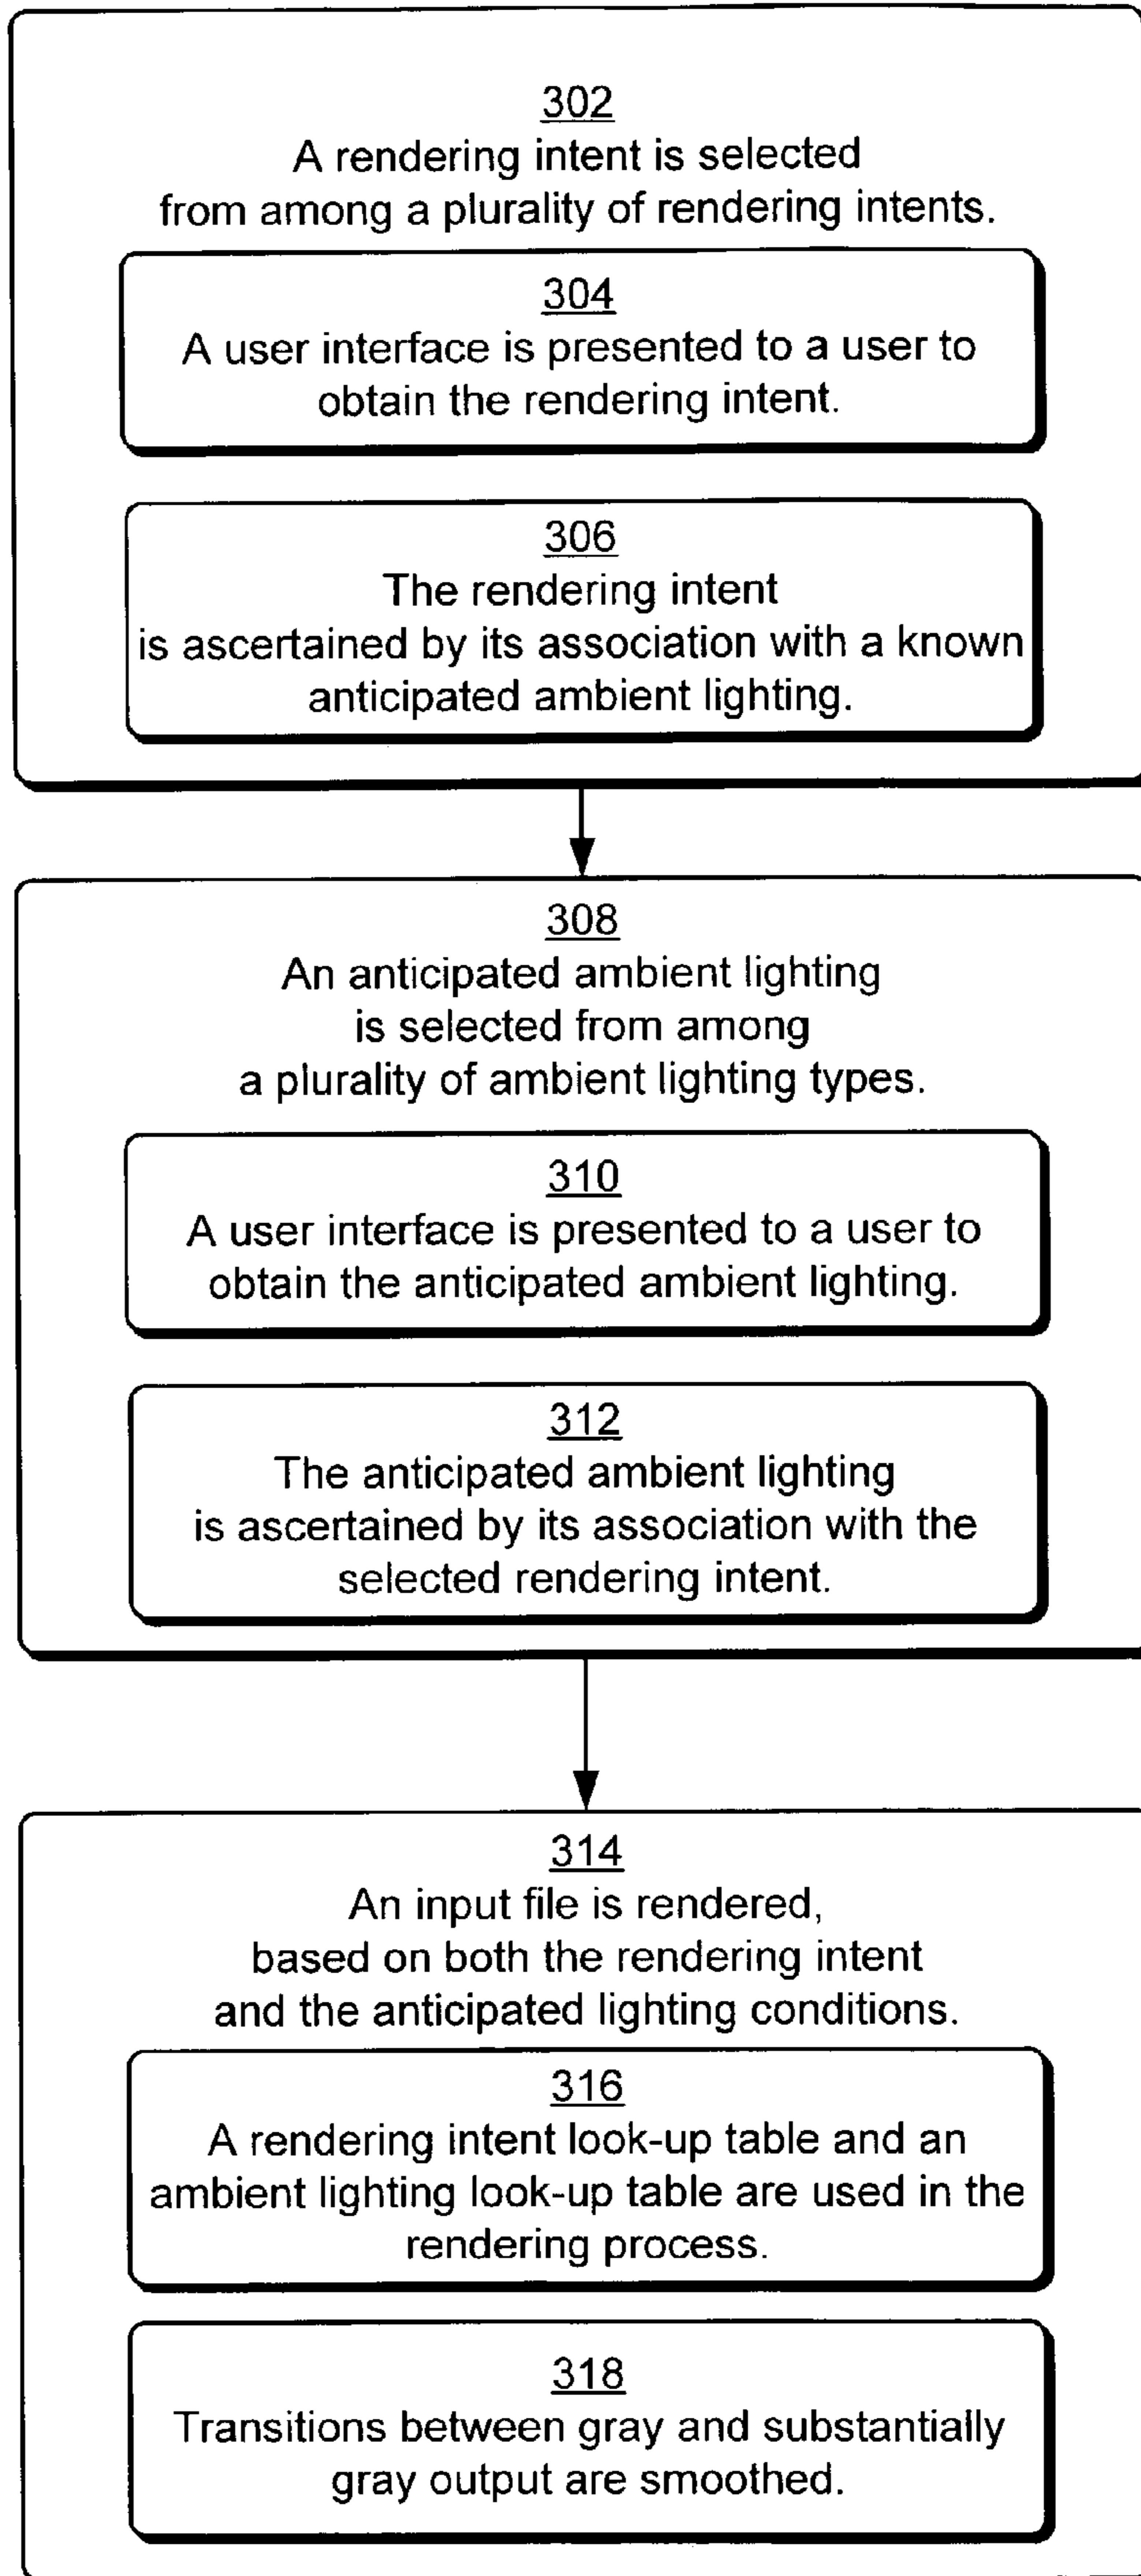 302
A rendering intent is selected
from among a plurality of rendering intents.
304
A user interface is presented to a user to
obtain the rendering intent.
306
The rendering intent
is ascertained by its association with a known
anticipated ambient lighting.
308
An anticipated ambient lighting
is selected from among
a plurality of ambient lighting types.
310
A user interface is presented to a user to
obtain the anticipated ambient lighting.
312
The anticipated ambient lighting
is ascertained by its association with the
selected rendering intent.
314
An input file is rendered,
based on both the rendering intent
and the anticipated lighting conditions.
316
A rendering intent look-up table and an
ambient lighting look-up table are used in the
rendering process.
318
Transitions between gray and substantially
gray output are smoothed.